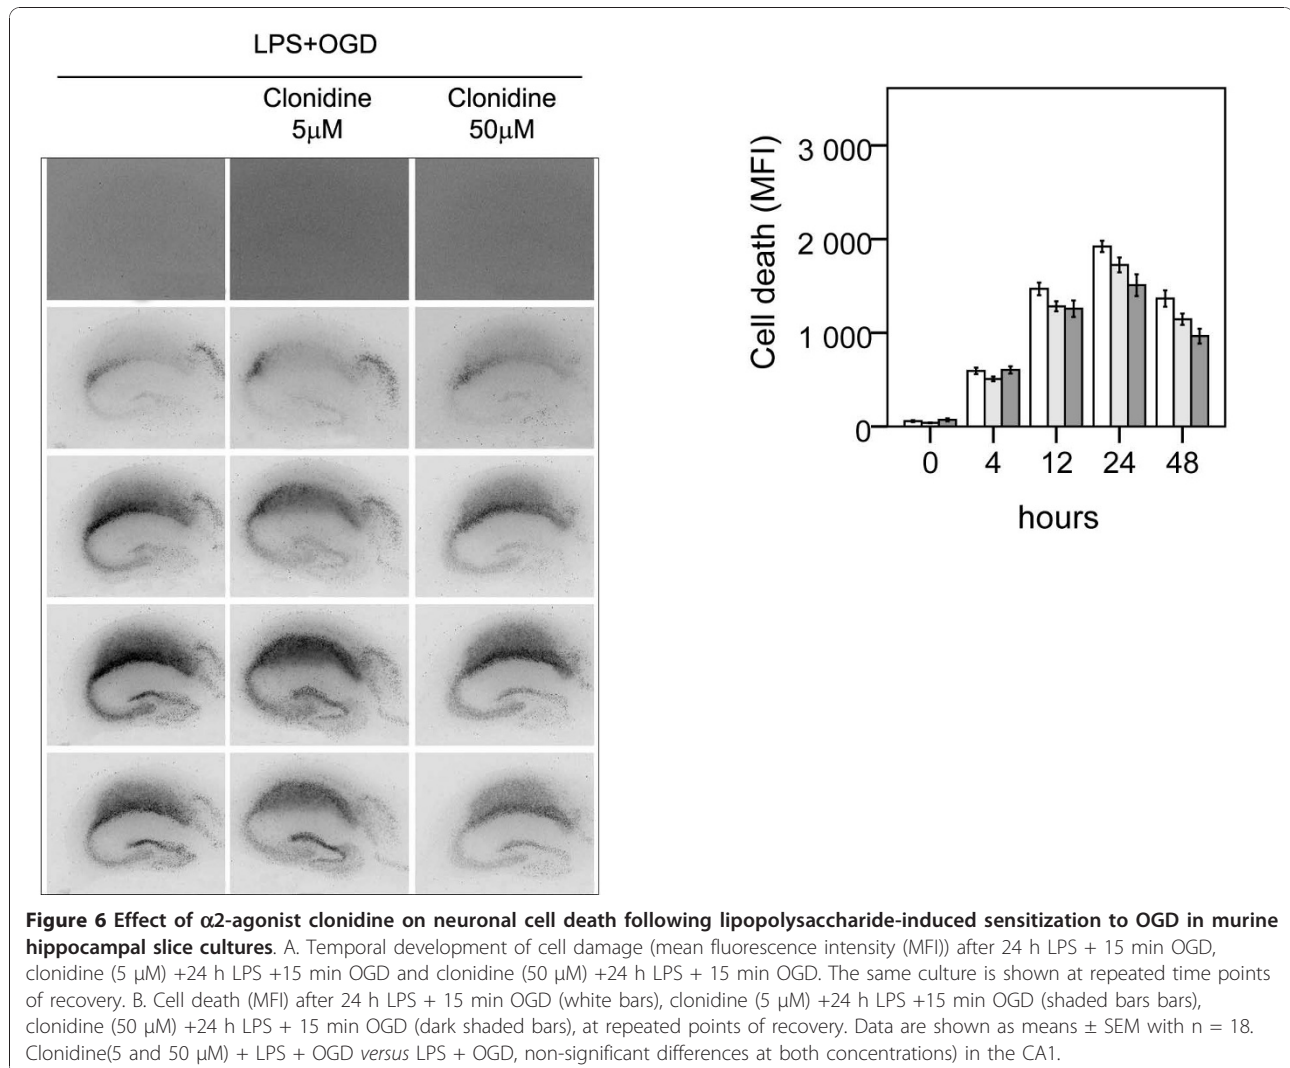 LPS+OGD
Clonidine
5μM
Clonidine
50μM
Cell death (MFI)
3 000
2 000
1 000
0
0 4 12 24 48
hours
Figure 6 Effect of α2-agonist clonidine on neuronal cell death following lipopolysaccharide-induced sensitization to OGD in murine
hippocampal slice cultures. A. Temporal development of cell damage (mean fluorescence intensity (MFI)) after 24 h LPS + 15 min OGD,
clonidine (5 μM) +24 h LPS +15 min OGD and clonidine (50 μM) +24 h LPS + 15 min OGD. The same culture is shown at repeated time points
of recovery. B. Cell death (MFI) after 24 h LPS + 15 min OGD (white bars), clonidine (5 μM) +24 h LPS +15 min OGD (shaded bars bars),
clonidine (50 μM) +24 h LPS + 15 min OGD (dark shaded bars), at repeated points of recovery. Data are shown as means ± SEM with n = 18.
Clonidine(5 and 50 μM) + LPS + OGD versus LPS + OGD, non-significant differences at both concentrations) in the CA1.